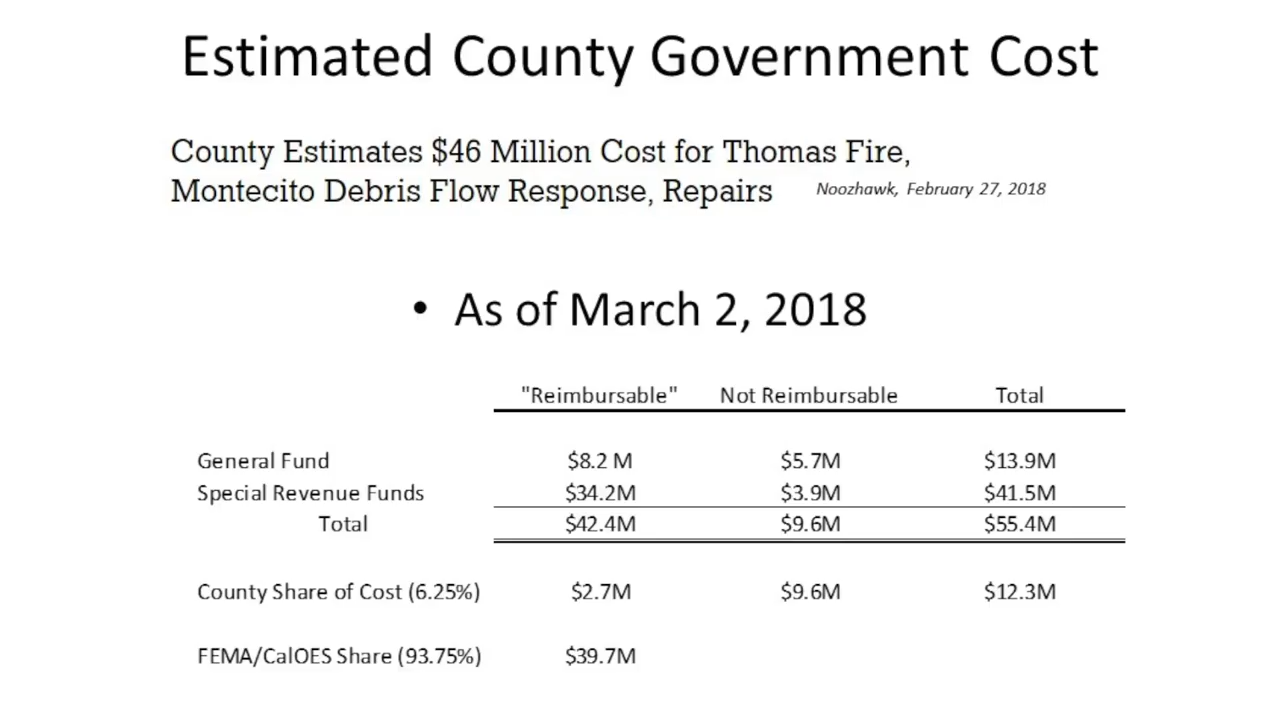 Estimated County Government Cost
County Estimates $46 Million Cost for Thomas Fire,
Montecito Debris Flow Response, Repairs Noozhawk, February 27, 2018
• As of March 2, 2018
"Reimbursable" Not Reimbursable Total
General Fund $8.2 M $5.7M $13.9M
Special Revenue Funds $34.2M $3.9M $41.5M
Total $42.4M $9.6M $55.4M
County Share of Cost (6.25%) $2.7M $9.6M $12.3M
FEMA/CalOES Share (93.75%) $39.7M